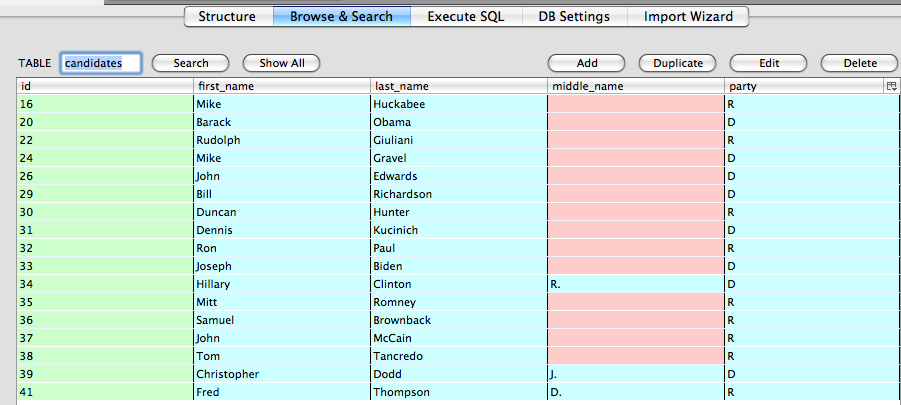 Structure Browse & Search Execute SQL DB Settings Import Wizard
TABLE candidates Search Show All Add Duplicate Edit Delete
id first_name last_name middle_name party
16 Mike Huckabee R
20 Barack Obama D
22 Rudolph Giuliani R
24 Mike Gravel D
26 John Edwards D
29 Bill Richardson D
30 Duncan Hunter R
31 Dennis Kucinich D
32 Ron Paul R
33 Joseph Biden D
34 Hillary Clinton R. D
35 Mitt Romney R
36 Samuel Brownback R
37 John McCain R
38 Tom Tancredo R
39 Christopher Dodd J. D
41 Fred Thompson D. R